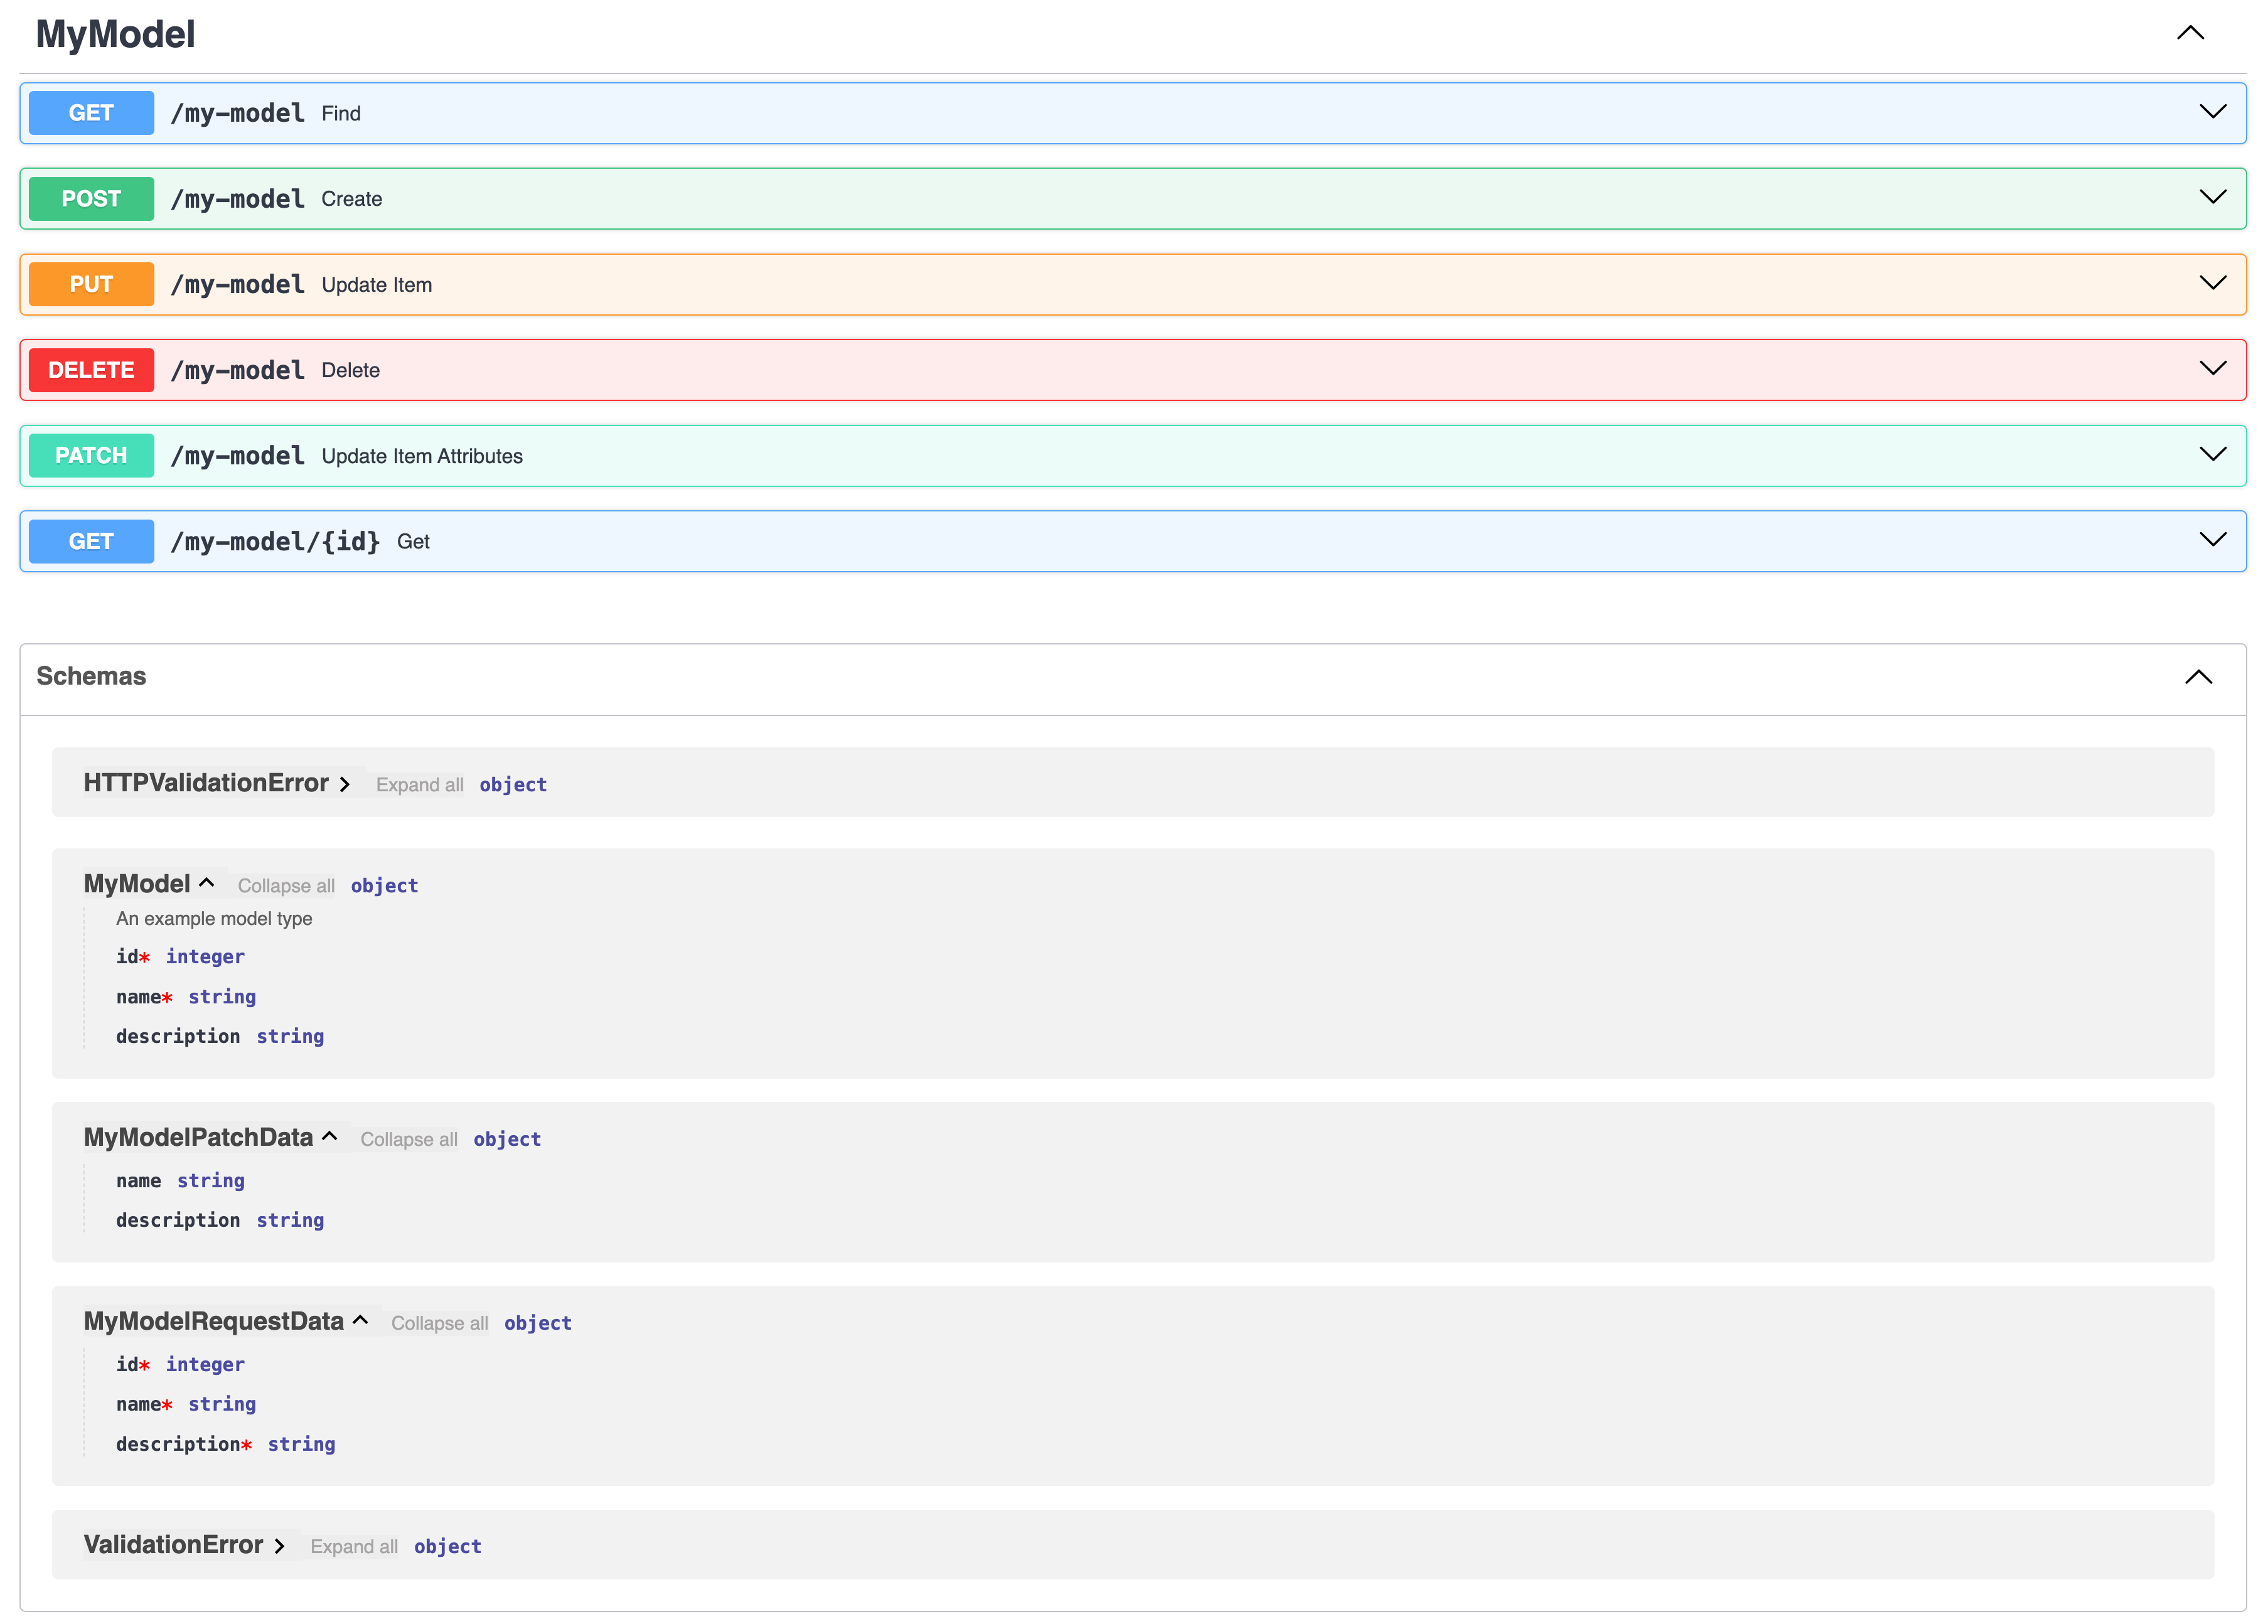 MyModel
GET /my-model Find
POST /my-model Create
PUT /my-model Update Item
DELETE /my-model Delete
PATCH /my-model Update Item Attributes
GET /my-model/{id} Get
Schemas
HTTPValidationError Expand all object
MyModel Collapse all object
An example model type
id* integer
name* string
description string
MyModelPatchData Collapse all object
name string
description string
MyModelRequestData Collapse all object
id* integer
name* string
description* string
ValidationError Expand all object